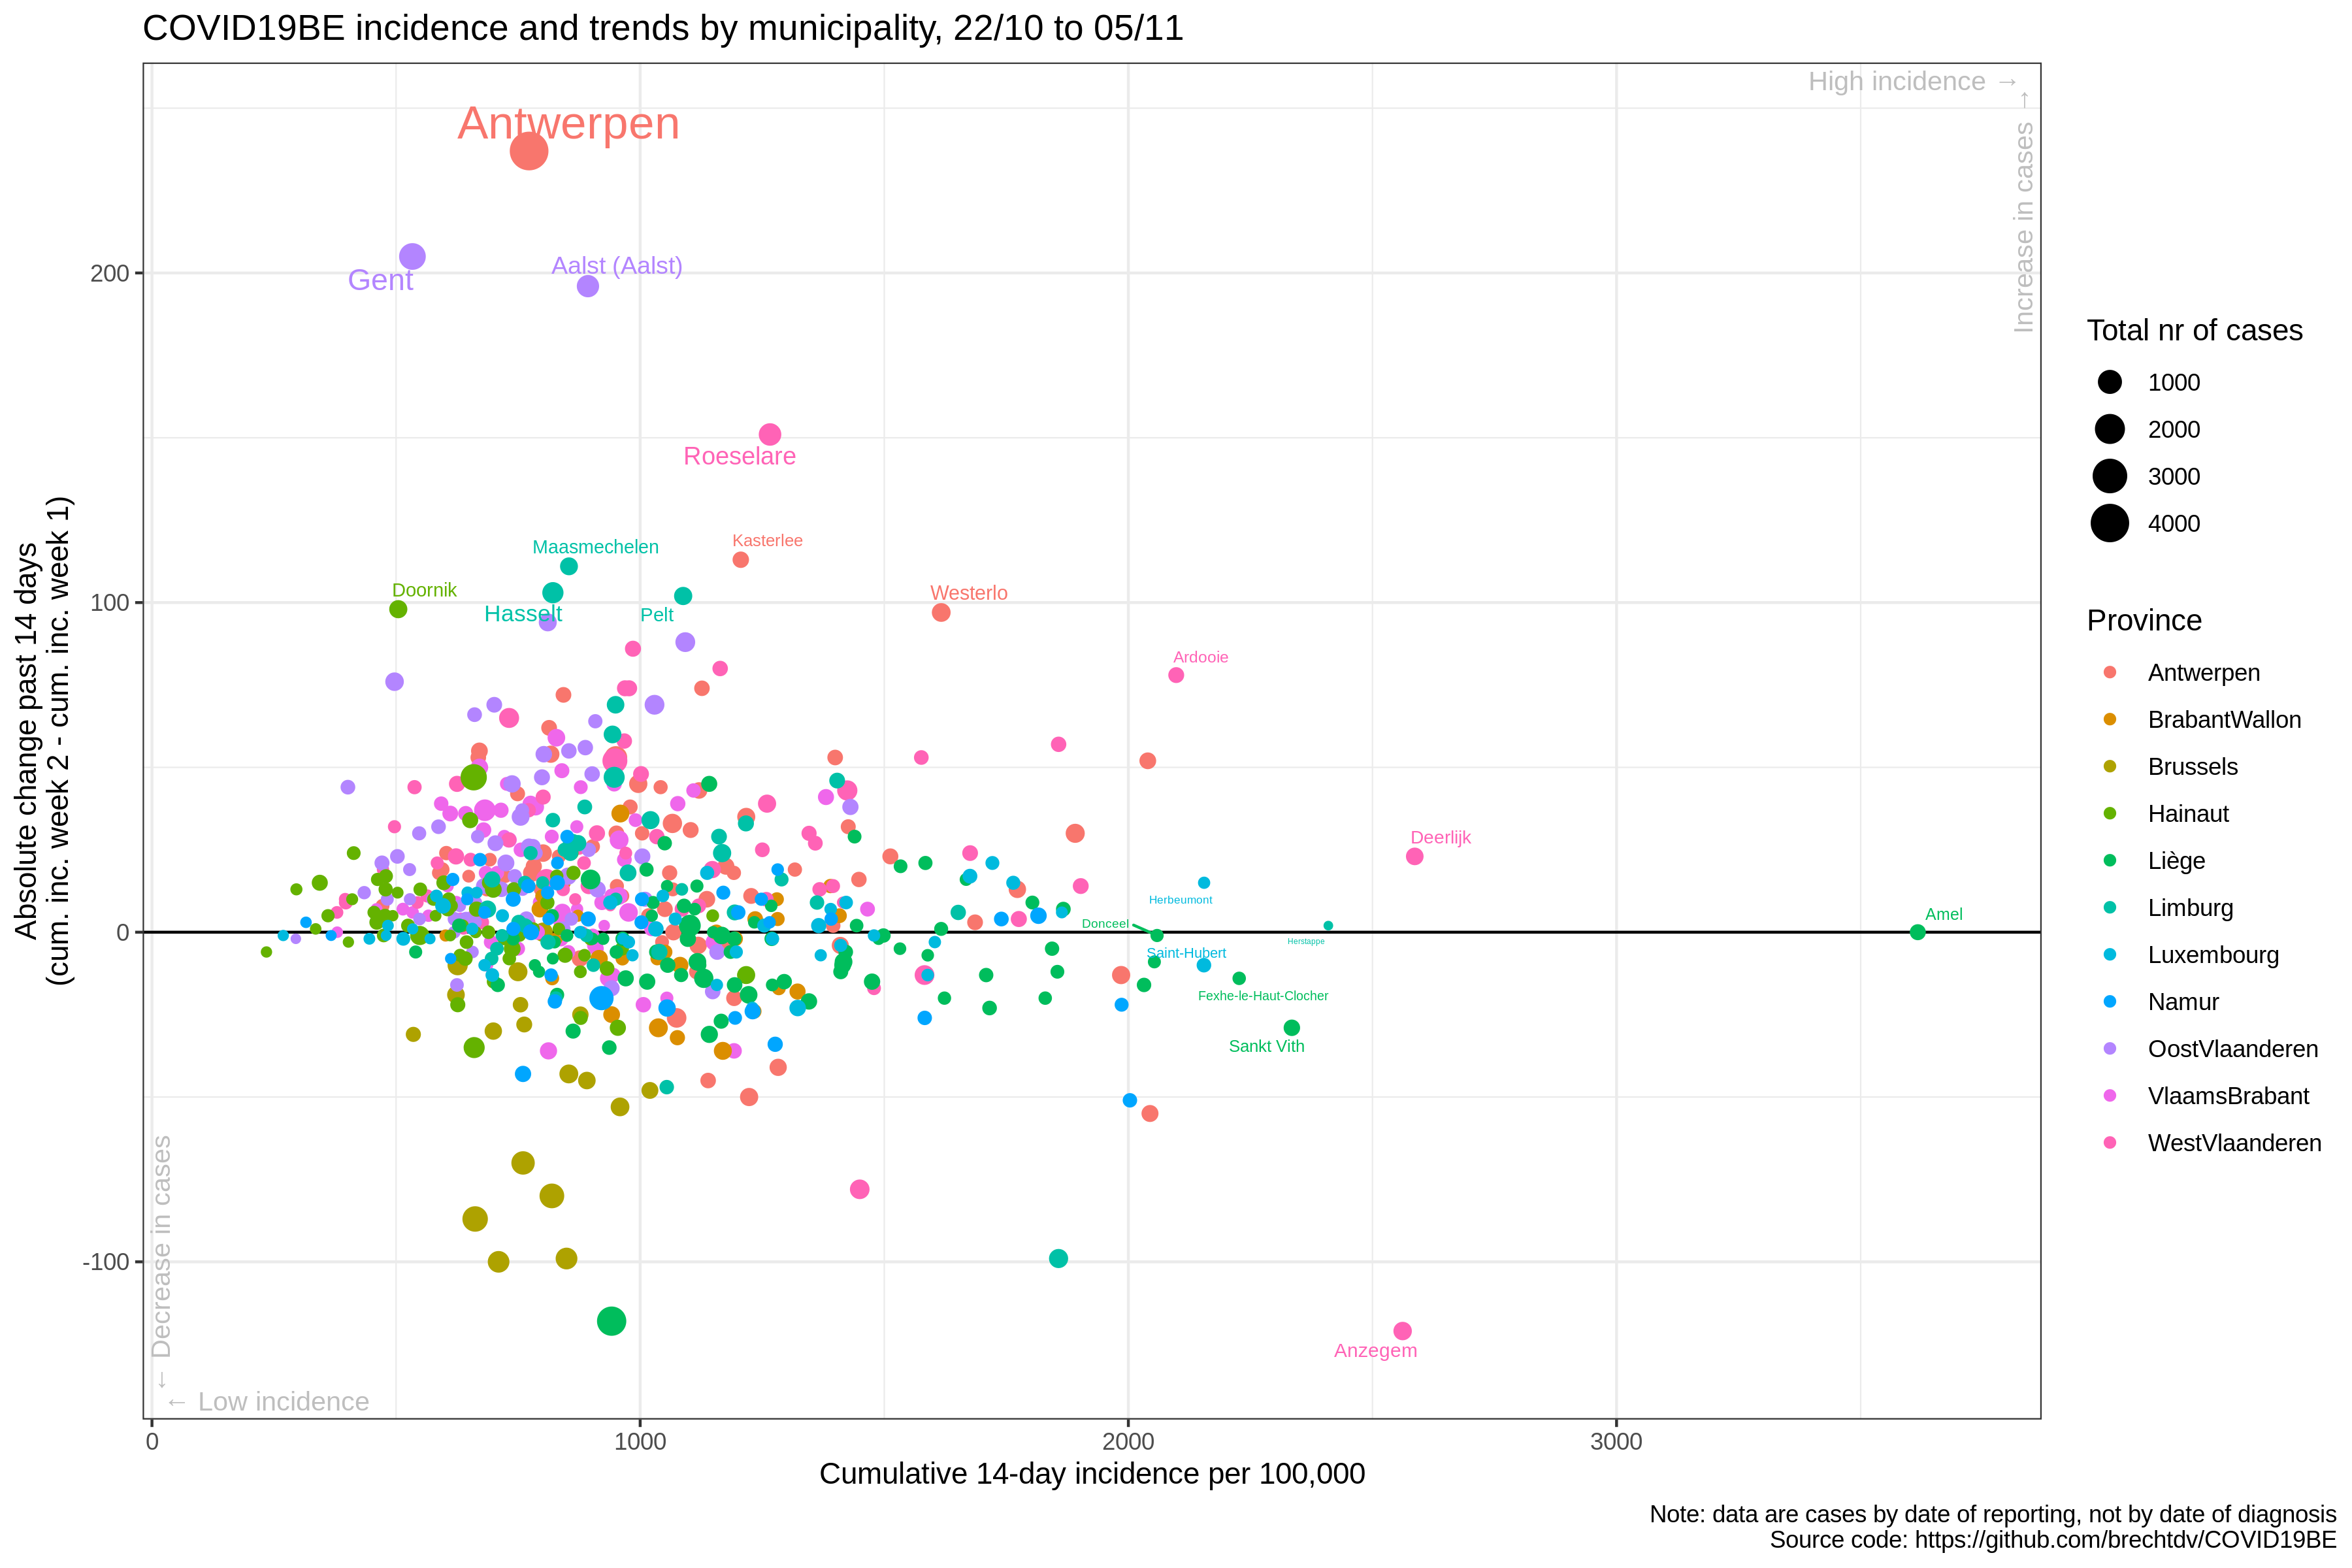 COVID19BE incidence and trends by municipality, 22/10 to 05/11
High incidence →
Increase in cases →
Antwerpen
Gent
Aalst (Aalst)
Roeselare
Kasterlee
Maasmechelen
Doornik
Hasselt
Pelt
Westerlo
Ardooie
Deerlijk
Herbeumont
Donceel
Herstappe
Amel
Saint-Hubert
Fexhe-le-Haut-Clocher
Sankt Vith
Anzegem
← Decrease in cases
← Low incidence
200
100
0
-100
Absolute change past 14 days
(cum. inc. week 2 - cum. inc. week 1)
0
1000
2000
3000
Cumulative 14-day incidence per 100,000
Total nr of cases
1000
2000
3000
4000
Province
Antwerpen
BrabantWallon
Brussels
Hainaut
Liège
Limburg
Luxembourg
Namur
OostVlaanderen
VlaamsBrabant
WestVlaanderen
Note: data are cases by date of reporting, not by date of diagnosis
Source code: https://github.com/brechtdv/COVID19BE